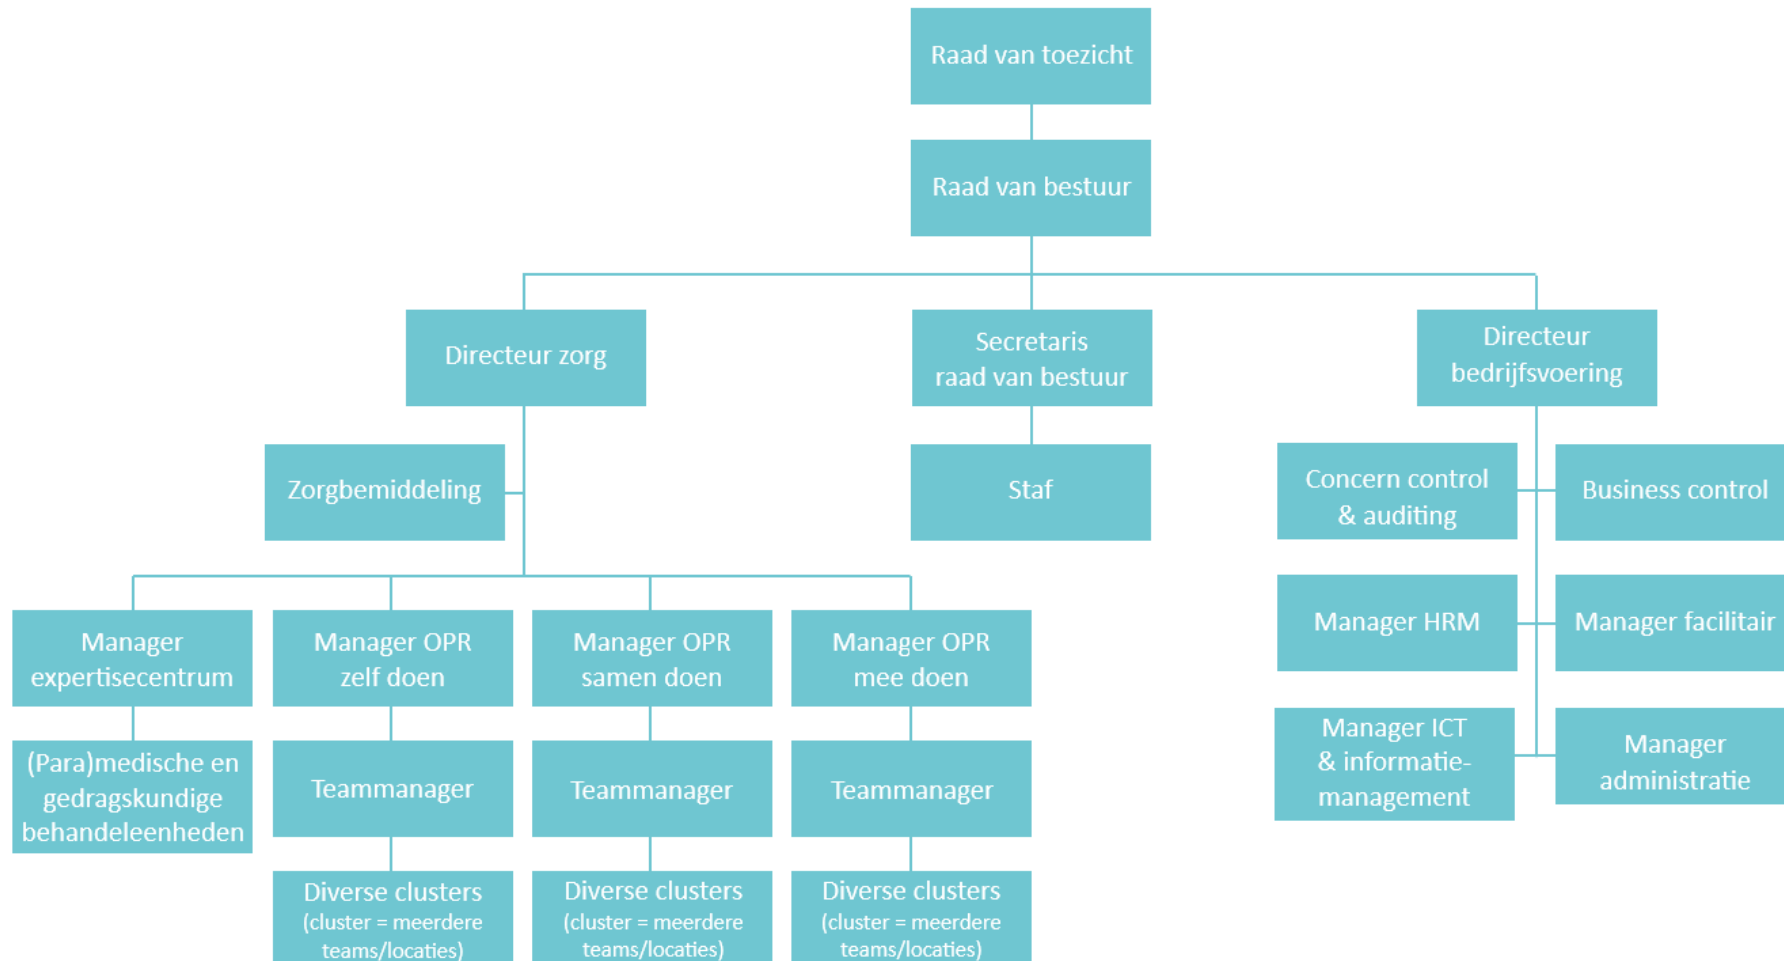 Raad van toezicht
Raad van bestuur
Directeur zorg
Secretaris
raad van bestuur
Directeur
bedrijfsvoering
Zorgbemiddeling
Staf
Concern control
& auditing
Business control
Manager
expertisecentrum
Manager OPR
zelf doen
Manager OPR
samen doen
Manager OPR
mee doen
Manager HRM
Manager facilitair
(Para)medische en
gedragskundige
behandeleenheden
Teammanager
Teammanager
Teammanager
Manager ICT
& informatie-
management
Manager
administratie
Diverse clusters
(cluster = meerdere
teams/locaties)
Diverse clusters
(cluster = meerdere
teams/locaties)
Diverse clusters
(cluster = meerdere
teams/locaties)